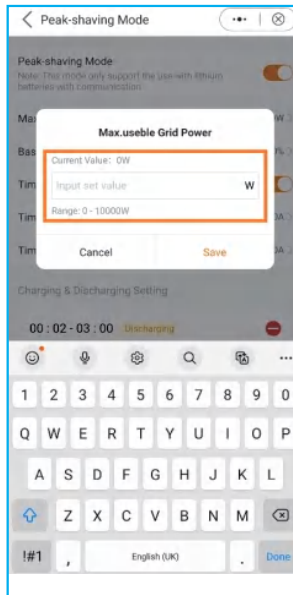 Peak-shaving Mode
Peak-shaving Mode
Note: This mode only support the use with lithium
batteries with communication.
Max.useble Grid Power
Current Value: 0W
Input set value W
Range: 0 - 10000W
Cancel Save
Charging & Discharging Setting
00 : 02 - 03 : 00 Discharging
1 2 3 4 5 6 7 8 9 0
Q W E R T Y U I O P
A S D F G H J K L
Z X C V B N M
!#1 , English (UK) . Done